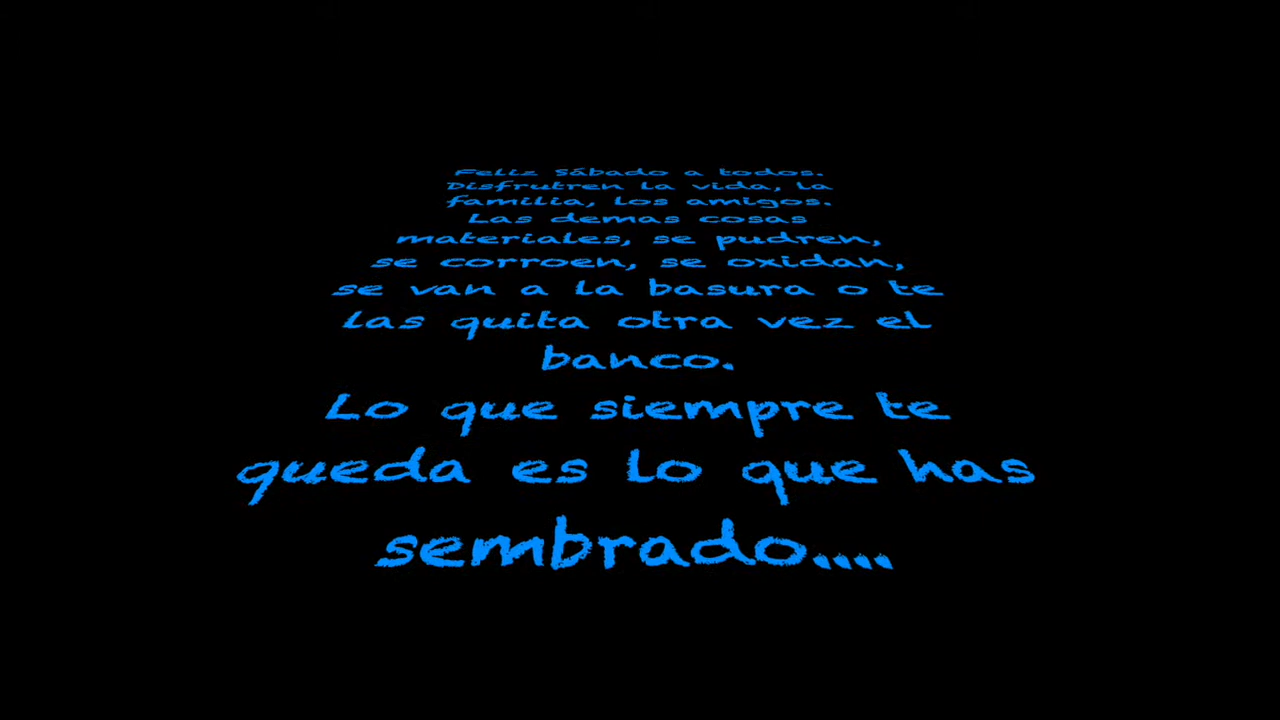 Feliz Sábado a todos.
Disfrutren la vida, la
familia, los amigos.
Las demas cosas
materiales, se pudren,
se corroen, se oxidan,
se van a la basura o te
las quita otra vez el
banco.
Lo que siempre te
queda es lo que has
sembrado....